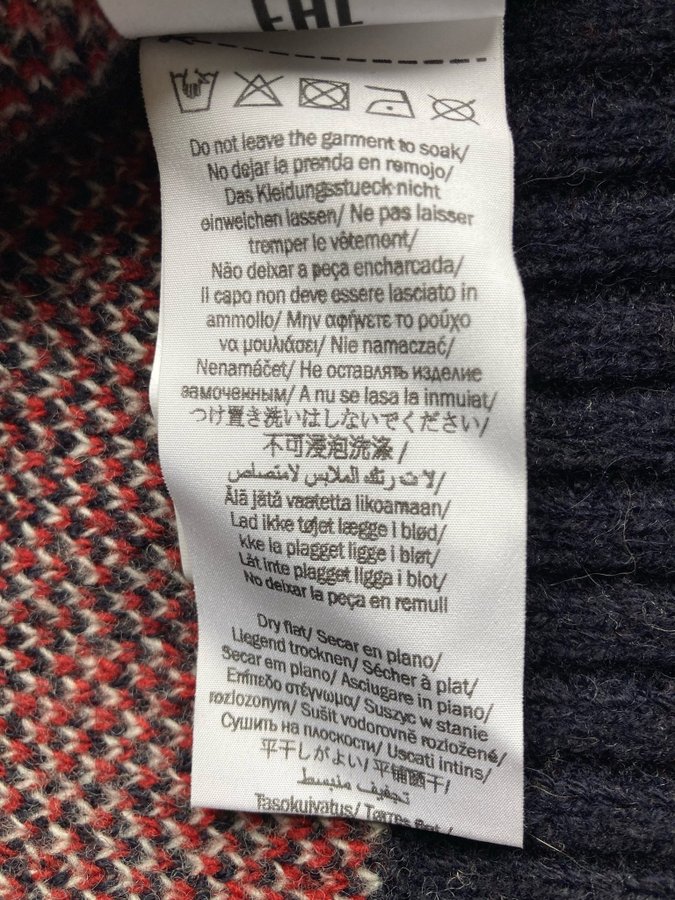 EAC
Do not leave the garment to soak/
No dejar la prenda en remojo/
Das Kleidungsstueck nicht
einweichen lassen/ Ne pas laisser
tremper le vêtement/
Não deixar a peça encharcada/
Il capo non deve essere lasciato in
ammollo/ Μην αφήνετε το ρούχο
να μουλιάσει/ Nie namaczać/
Nenamáčet/ Не оставлять изделие
замоченным/ A nu se lasa la inmuiat/
つけ置き洗いはしないでください/
不可浸泡洗涤/
Älä jätä vaatetta likoamaan/
Lad ikke tøjet lægge i blød/
kke la plagget ligge i bløt/
Låt inte plagget ligga i blot/
No deixar la peça en remull
Dry flat/ Secar en plano/
Liegend trocknen/ Sécher à plat/
Secar em plano/ Asciugare in piano/
Επίπεδο στέγνωμα/ Suszyc w stanie
rozlozonym/ Sušit vodorovně rozložené/
Сушить на плоскости/ Uscati intins/
平干しがよい/ 平铺晒干/
تجفيف منبسط
Tasokuivatus/